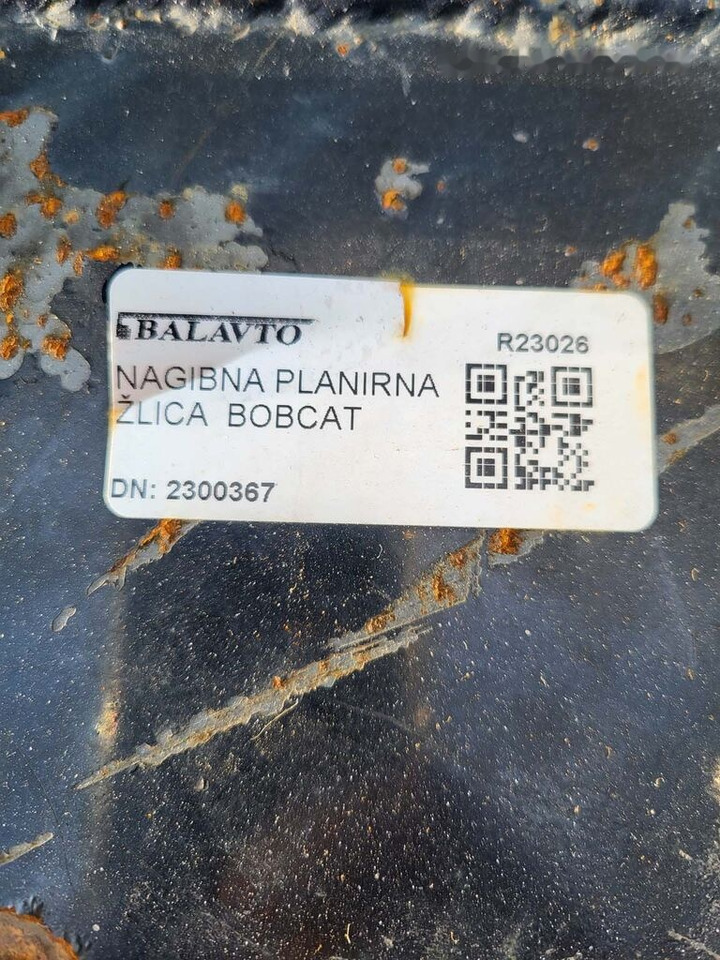 BALAVTO
R23026
NAGIBNA PLANIRNA
ŽLICA BOBCAT
DN: 2300367